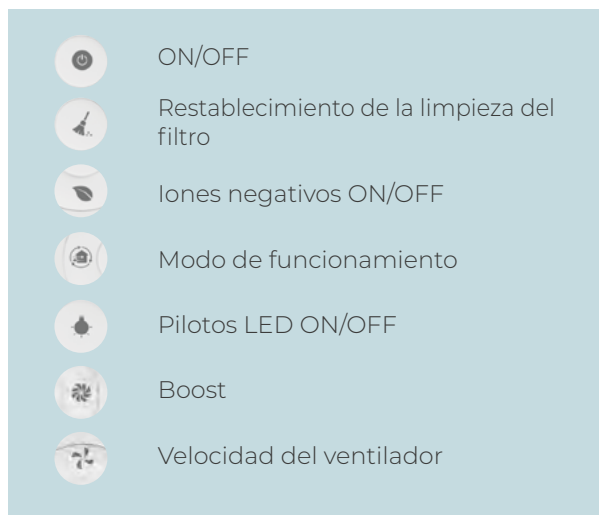 ON/OFF
Restablecimiento de la limpieza del
filtro
Iones negativos ON/OFF
Modo de funcionamiento
Pilotos LED ON/OFF
Boost
Velocidad del ventilador